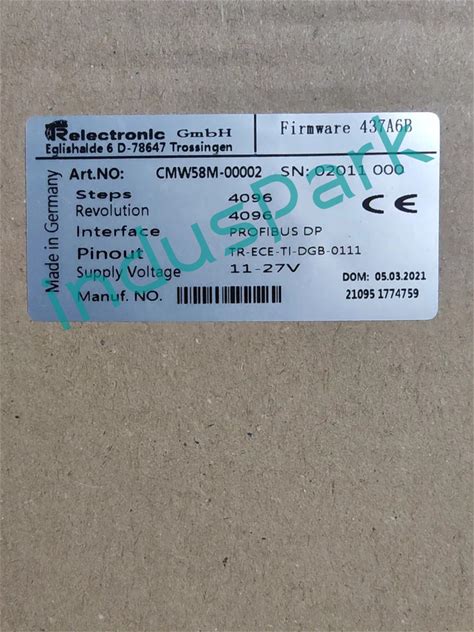 TRelectronic GmbH
Eglishalde 6 D-78647 Trossingen
Firmware 437A6B
Made in Germany
Art.NO: CMW58M-00002 SN: 02011 000
Steps 4096
Revolution 4096
Interface PROFIBUS DP
Pinout TR-ECE-TI-DGB-0111
Supply Voltage 11-27V
Manuf. NO.
CE
DOM: 05.03.2021
21095 1774759
IndusPark